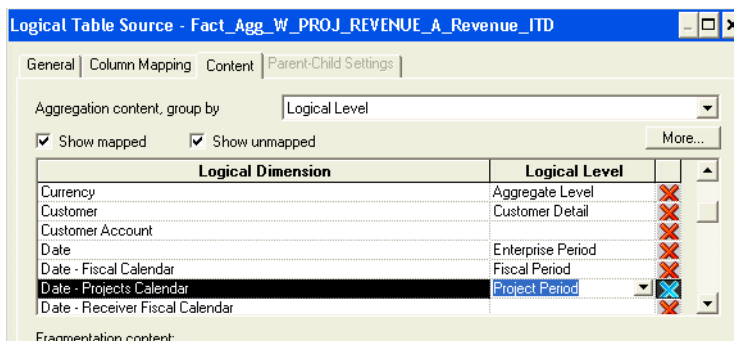 Logical Table Source - Fact_Agg_W_PROJ_REVENUE_A_Revenue_ITD
General Column Mapping Content Parent-Child Settings
Aggregation content, group by Logical Level
Show mapped Show unmapped More...
Logical Dimension Logical Level
Currency Aggregate Level
Customer Customer Detail
Customer Account
Date Enterprise Period
Date - Fiscal Calendar Fiscal Period
Date - Projects Calendar Project Period
Date - Receiver Fiscal Calendar
Fragmentation content: